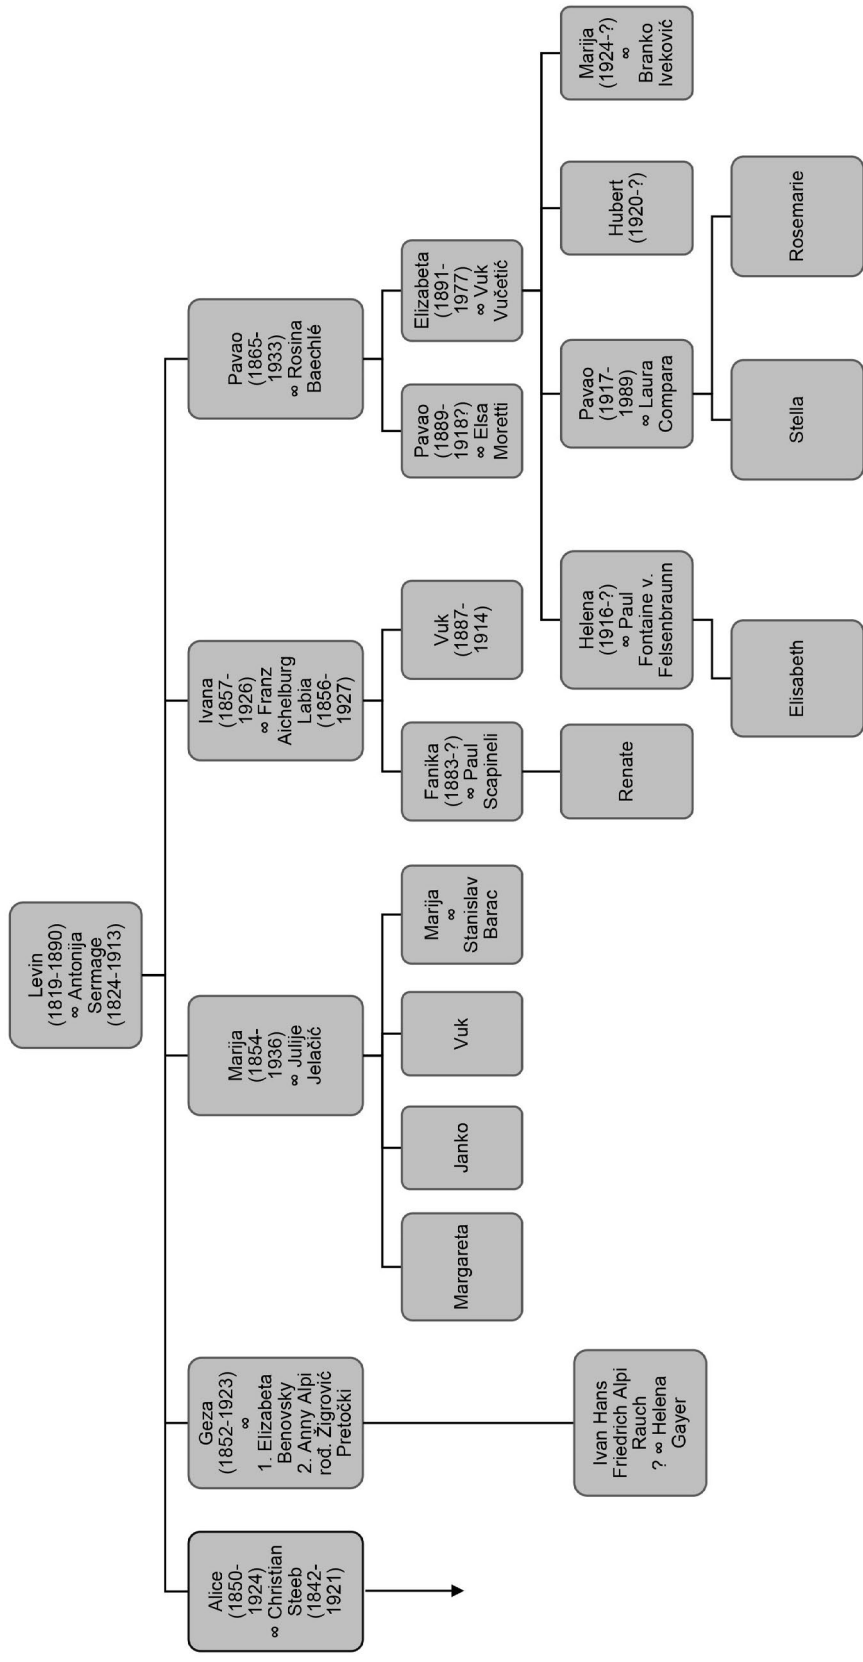 Levin
(1819-1890)
∞ Antonija
Sermage
(1824-1913)
Alice
(1850-
1924)
∞ Christian
Steeb
(1842-
1921)
Geza
(1852-1923)
∞
1. Elizabeta
Benovsky
2. Anny Alpi
rođ. Žigrović
Pretočki
Marija
(1854-
1936)
∞ Julije
Jelačić
Ivana
(1857-
1926)
∞ Franz
Aichelburg
Labia
(1856-
1927)
Pavao
(1865-
1933)
∞ Rosina
Baechlé
Margareta
Janko
Vuk
Marija
∞
Stanislav
Barac
Fanika
(1883-?)
∞ Paul
Scapineli
Vuk
(1887-
1914)
Pavao
(1889-
1918?)
∞ Elsa
Moretti
Elizabeta
(1891-
1977)
∞ Vuk
Vučetić
Ivan Hans
Friedrich Alpi
Rauch
? ∞ Helena
Gayer
Renate
Helena
(1916-?)
∞ Paul
Fontaine v.
Felsenbraunn
Pavao
(1917-
1989)
∞ Laura
Compara
Hubert
(1920-?)
Marija
(1924-?)
∞
Branko
Iveković
Elisabeth
Stella
Rosemarie